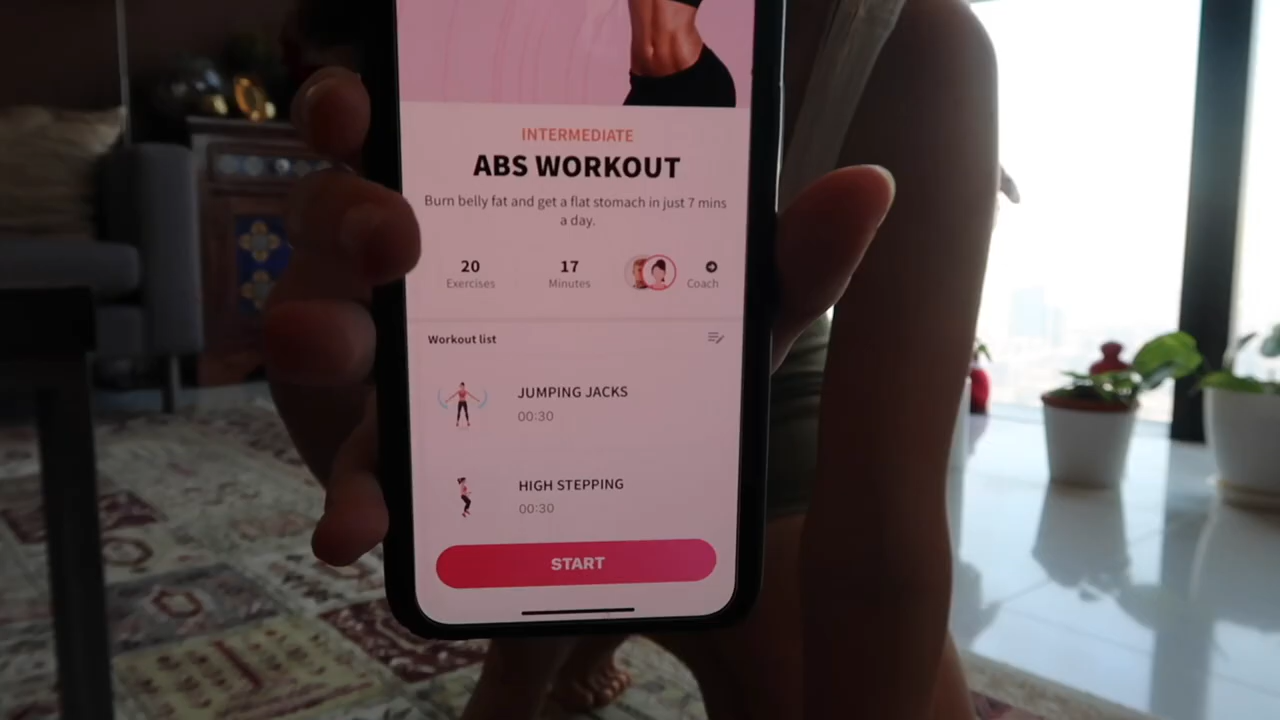 INTERMEDIATE
ABS WORKOUT
Burn belly fat and get a flat stomach in just 7 mins
a day.
20
Exercises
17
Minutes
Coach
Workout list
JUMPING JACKS
00:30
HIGH STEPPING
00:30
START